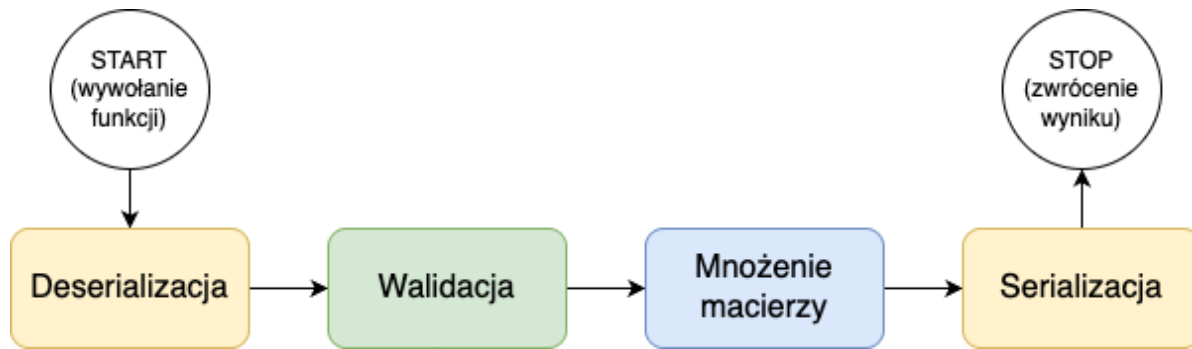 START
(wywołanie
funkcji)
STOP
(zwrócenie
wyniku)
Deserializacja
Walidacja
Mnożenie
macierzy
Serializacja